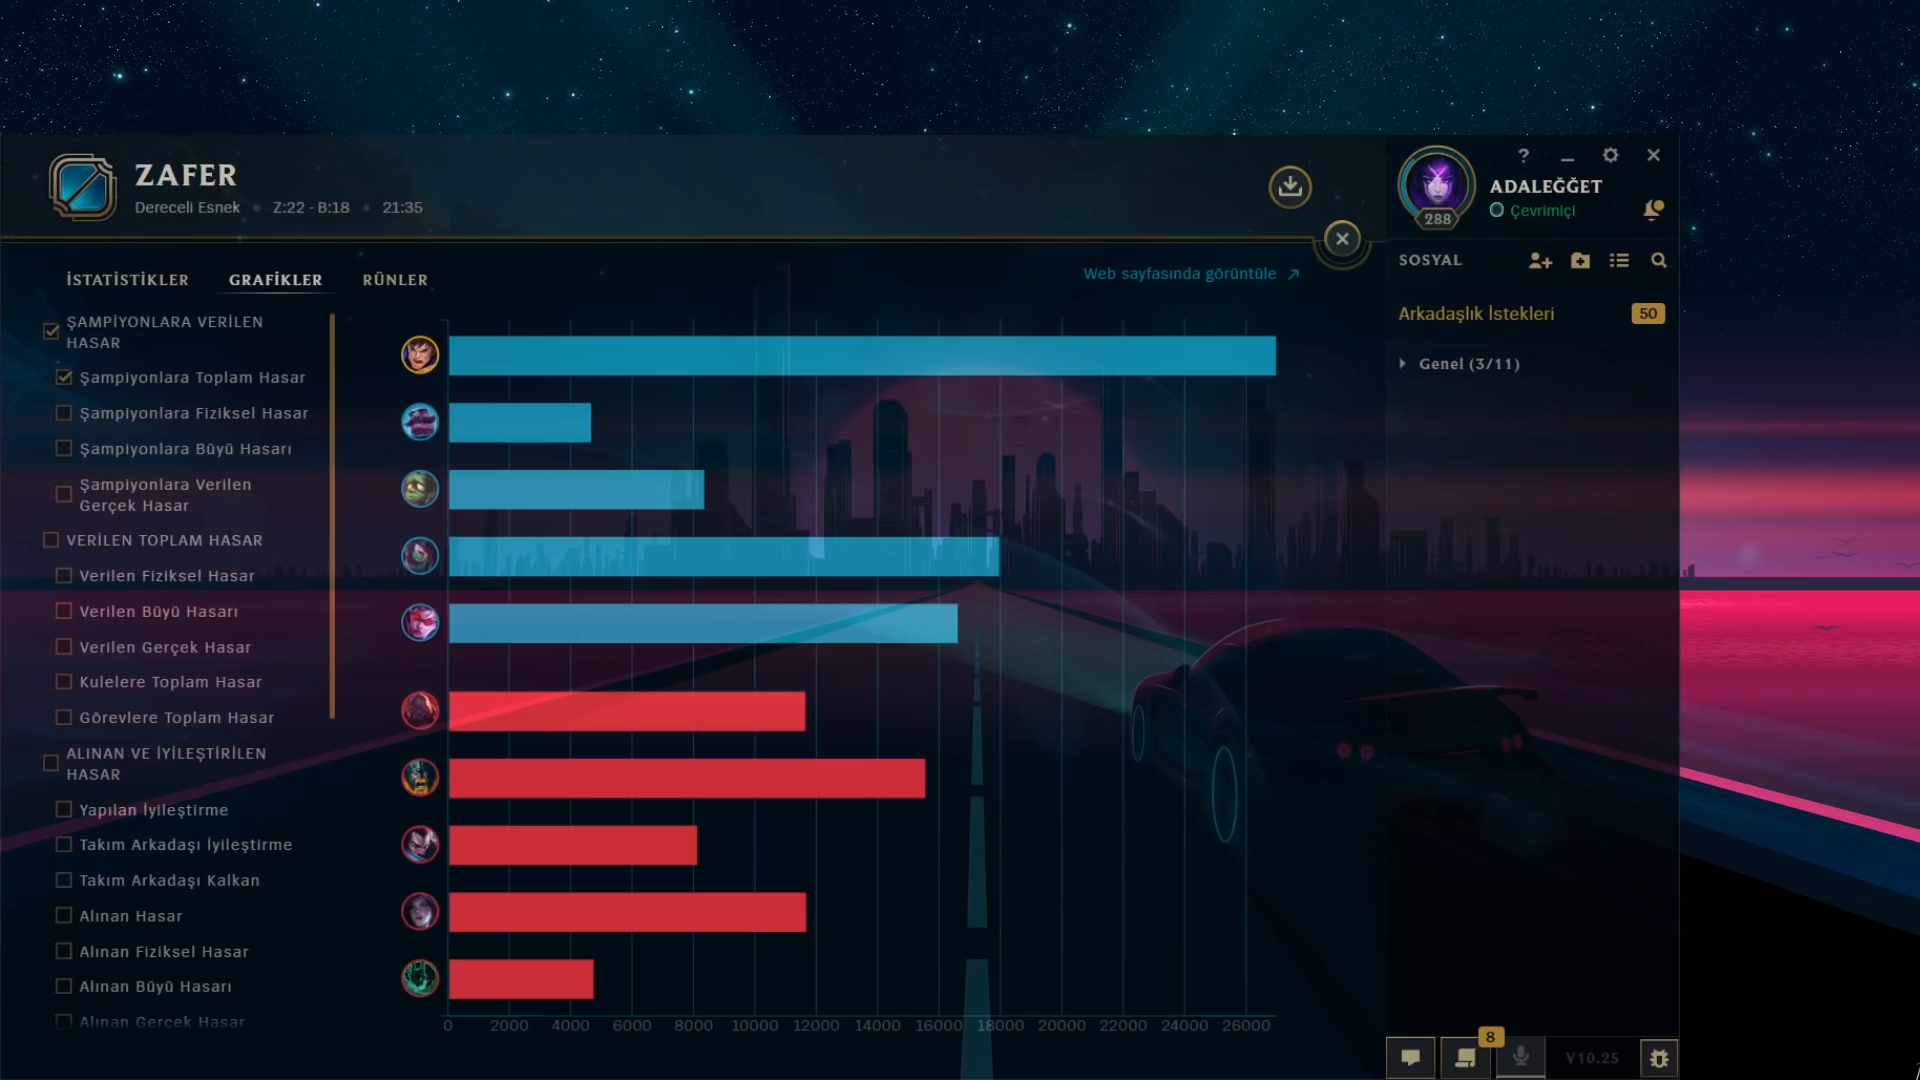 ZAFER
Dereceli Esnek • Z:22 - B:18 • 21:35
?
ADALEĞĞET
288
Çevrimiçi
İSTATİSTİKLER GRAFİKLER RÜNLER
Web sayfasında görüntüle
SOSYAL
Arkadaşlık İstekleri 50
Genel (3/11)
ŞAMPİYONLARA VERİLEN
HASAR
Şampiyonlara Toplam Hasar
Şampiyonlara Fiziksel Hasar
Şampiyonlara Büyü Hasarı
Şampiyonlara Verilen
Gerçek Hasar
VERİLEN TOPLAM HASAR
Verilen Fiziksel Hasar
Verilen Büyü Hasarı
Verilen Gerçek Hasar
Kulelere Toplam Hasar
Görevlere Toplam Hasar
ALINAN VE İYİLEŞTİRİLEN
HASAR
Yapılan İyileştirme
Takım Arkadaşı İyileştirme
Takım Arkadaşı Kalkan
Alınan Hasar
Alınan Fiziksel Hasar
Alınan Büyü Hasarı
Alınan Gerçek Hasar
0 2000 4000 6000 8000 10000 12000 14000 16000 18000 20000 22000 24000 26000
8
V10.25